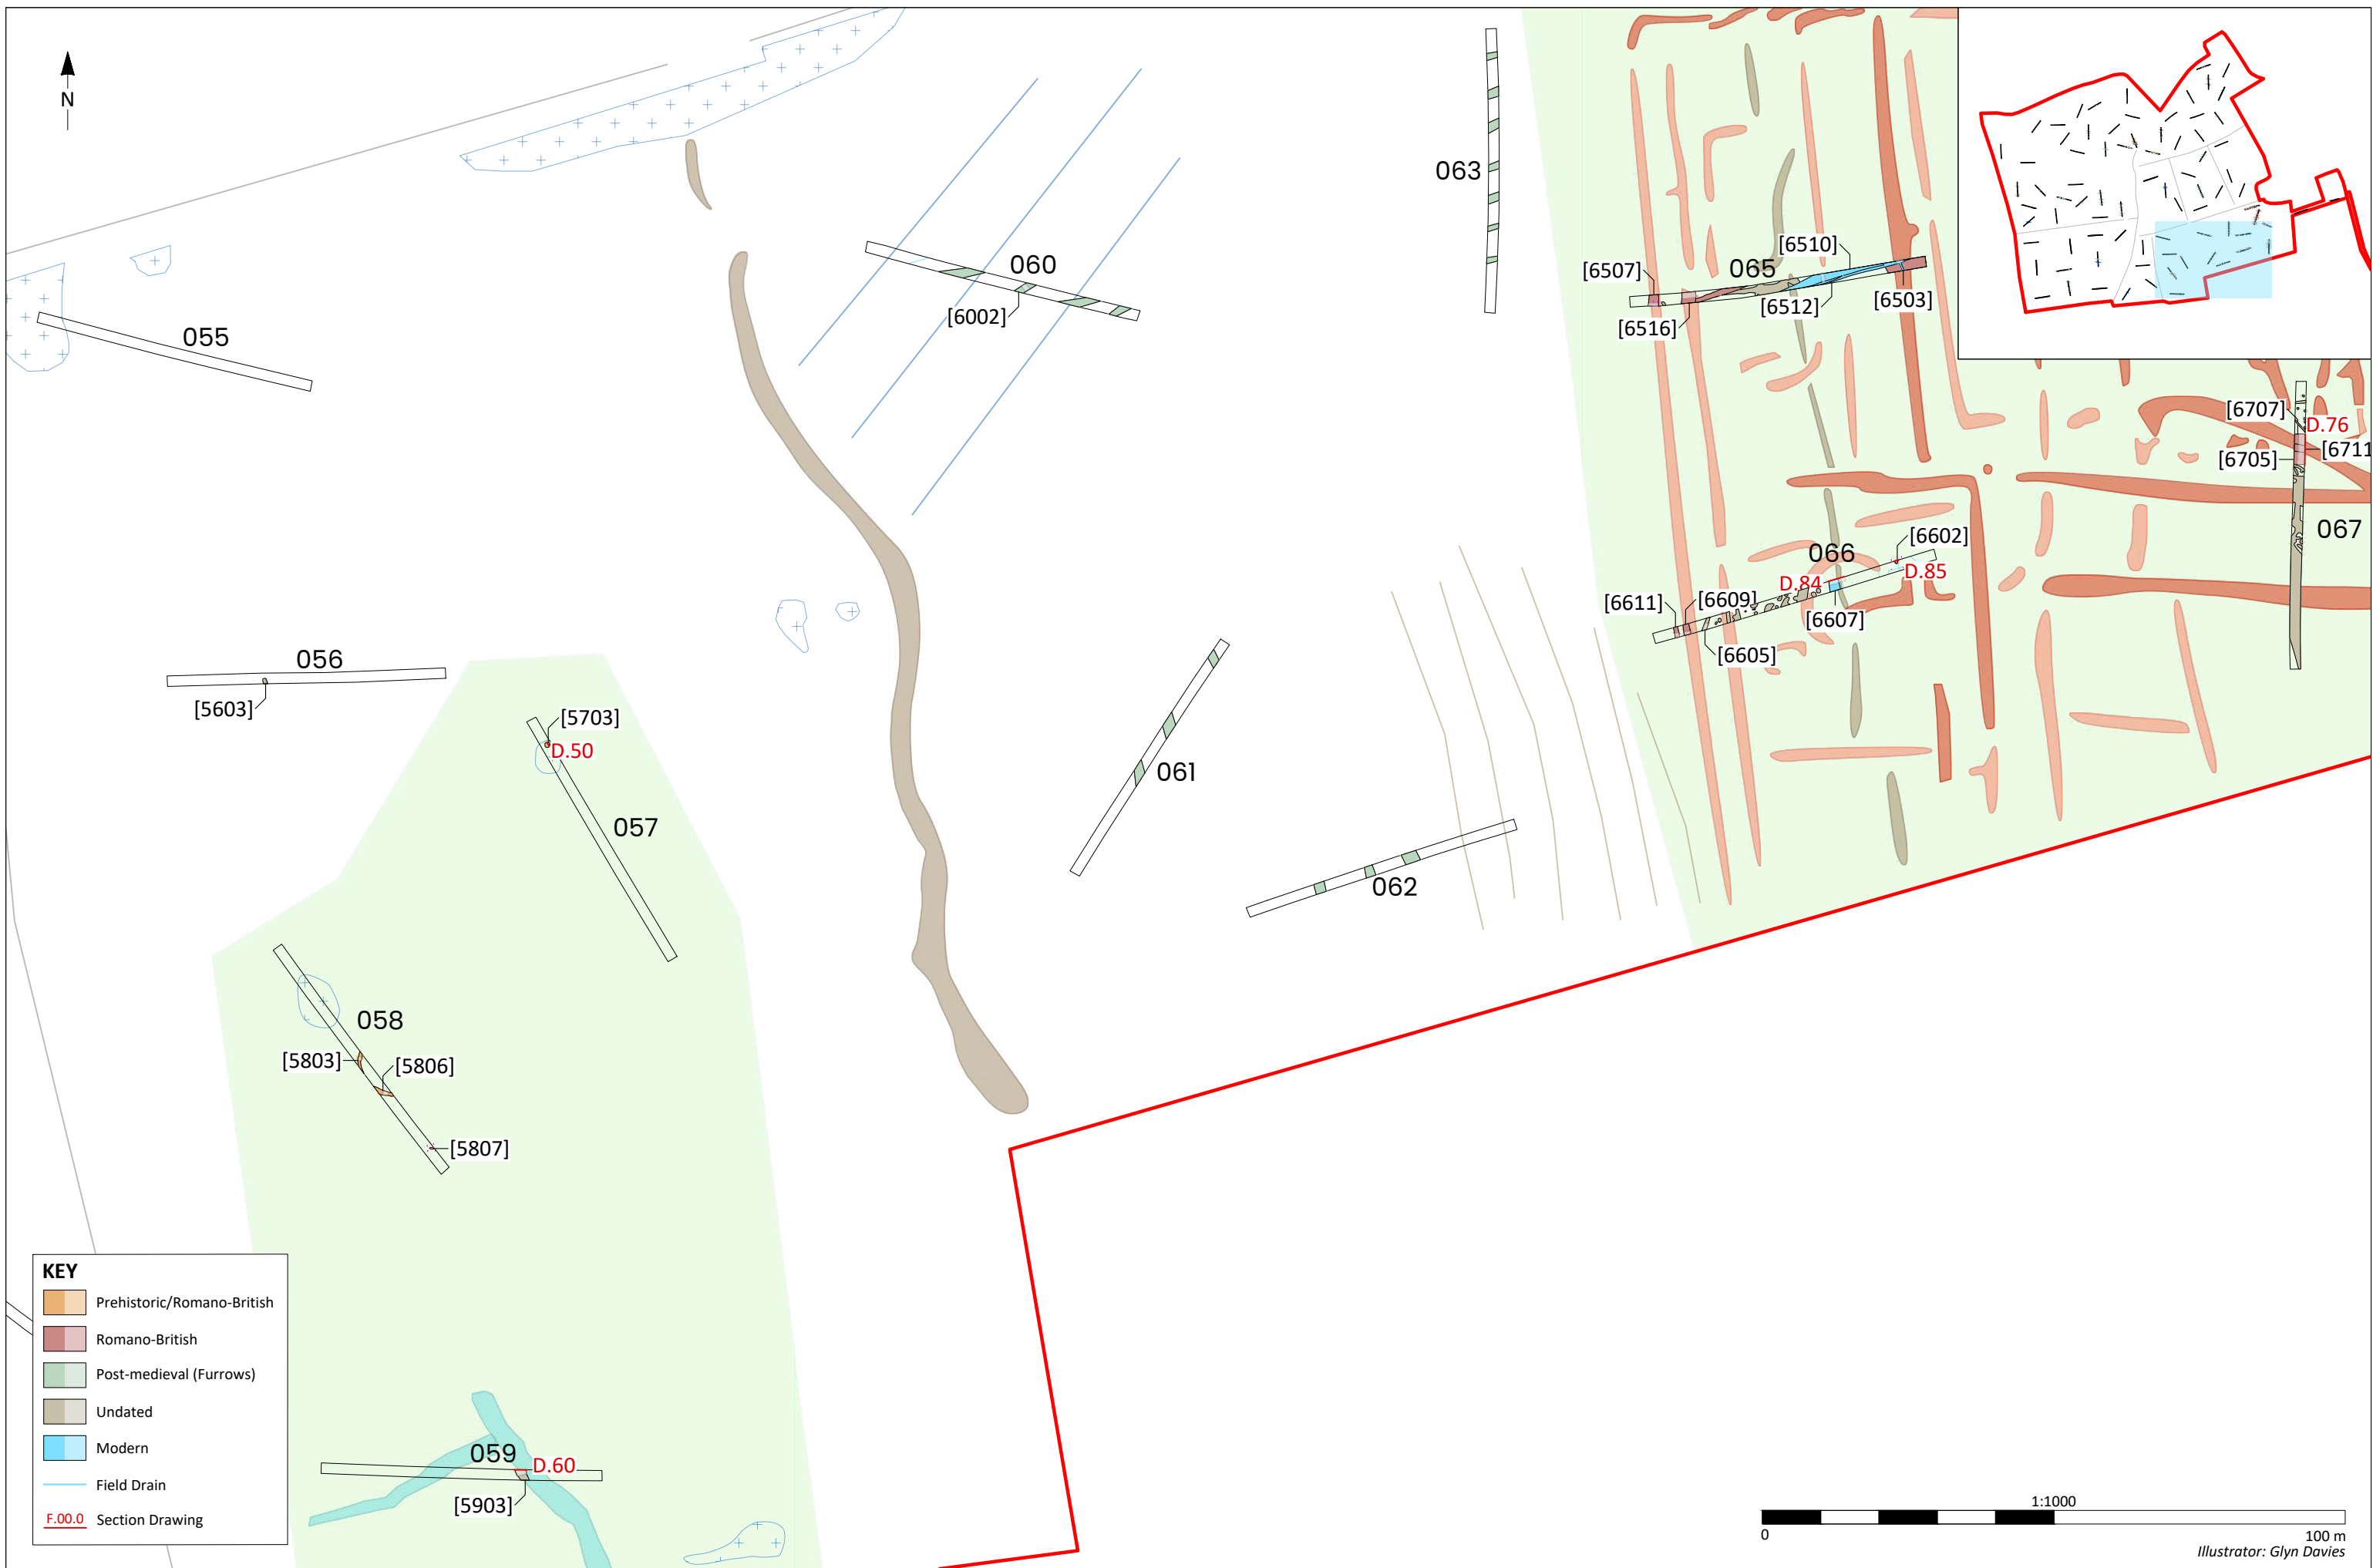 N
063
[6510]
065
[6507]
060
[6512]
[6503]
[6002]
[6516]
055
[6707]
D.76
[6711
[6705]
067
[6602]
066
D.84
D.85
[6611]
[6609]
[6607]
[6605]
056
[5603]
[5703]
D.50
061
057
062
058
[5803]
[5806]
[5807]
KEY
Prehistoric/Romano-British
Romano-British
Post-medieval (Furrows)
Undated
Modern
Field Drain
F.00.0 Section Drawing
059
D.60
[5903]
1:1000
0
100 m
Illustrator: Glyn Davies